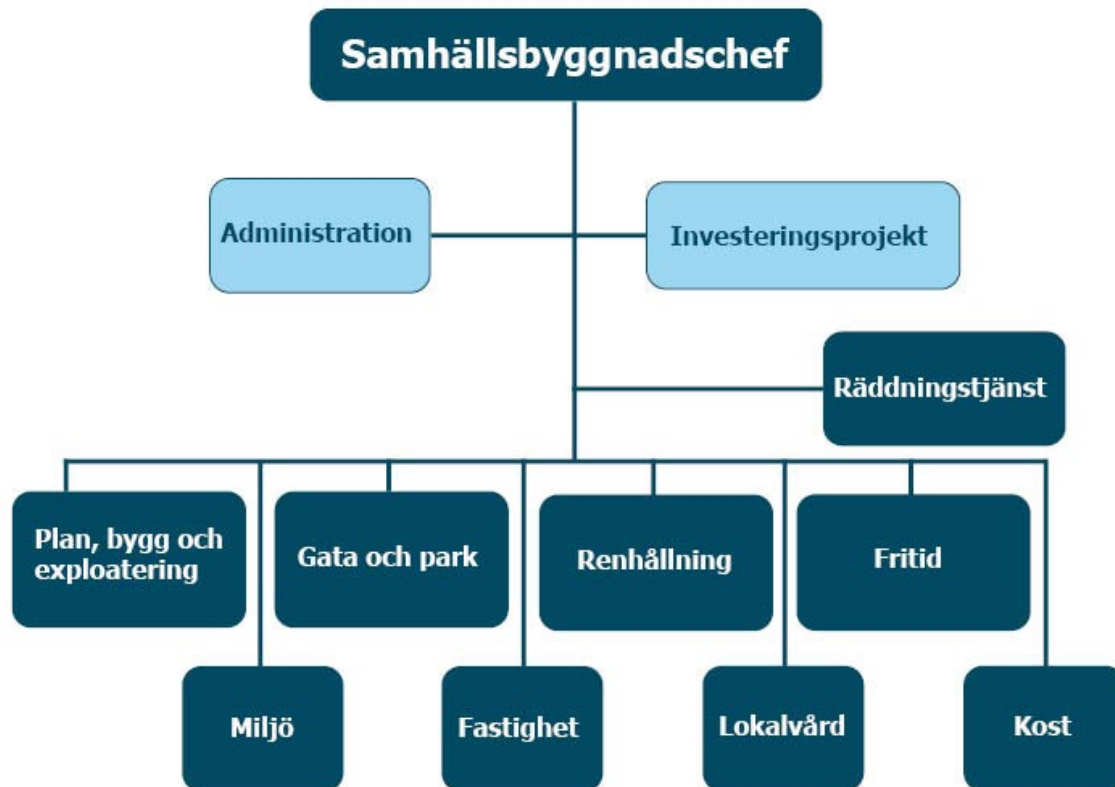 Samhällsbyggnadschef
Administration
Investeringsprojekt
Räddningstjänst
Plan, bygg och
exploatering
Gata och park
Renhållning
Fritid
Miljö
Fastighet
Lokalvård
Kost